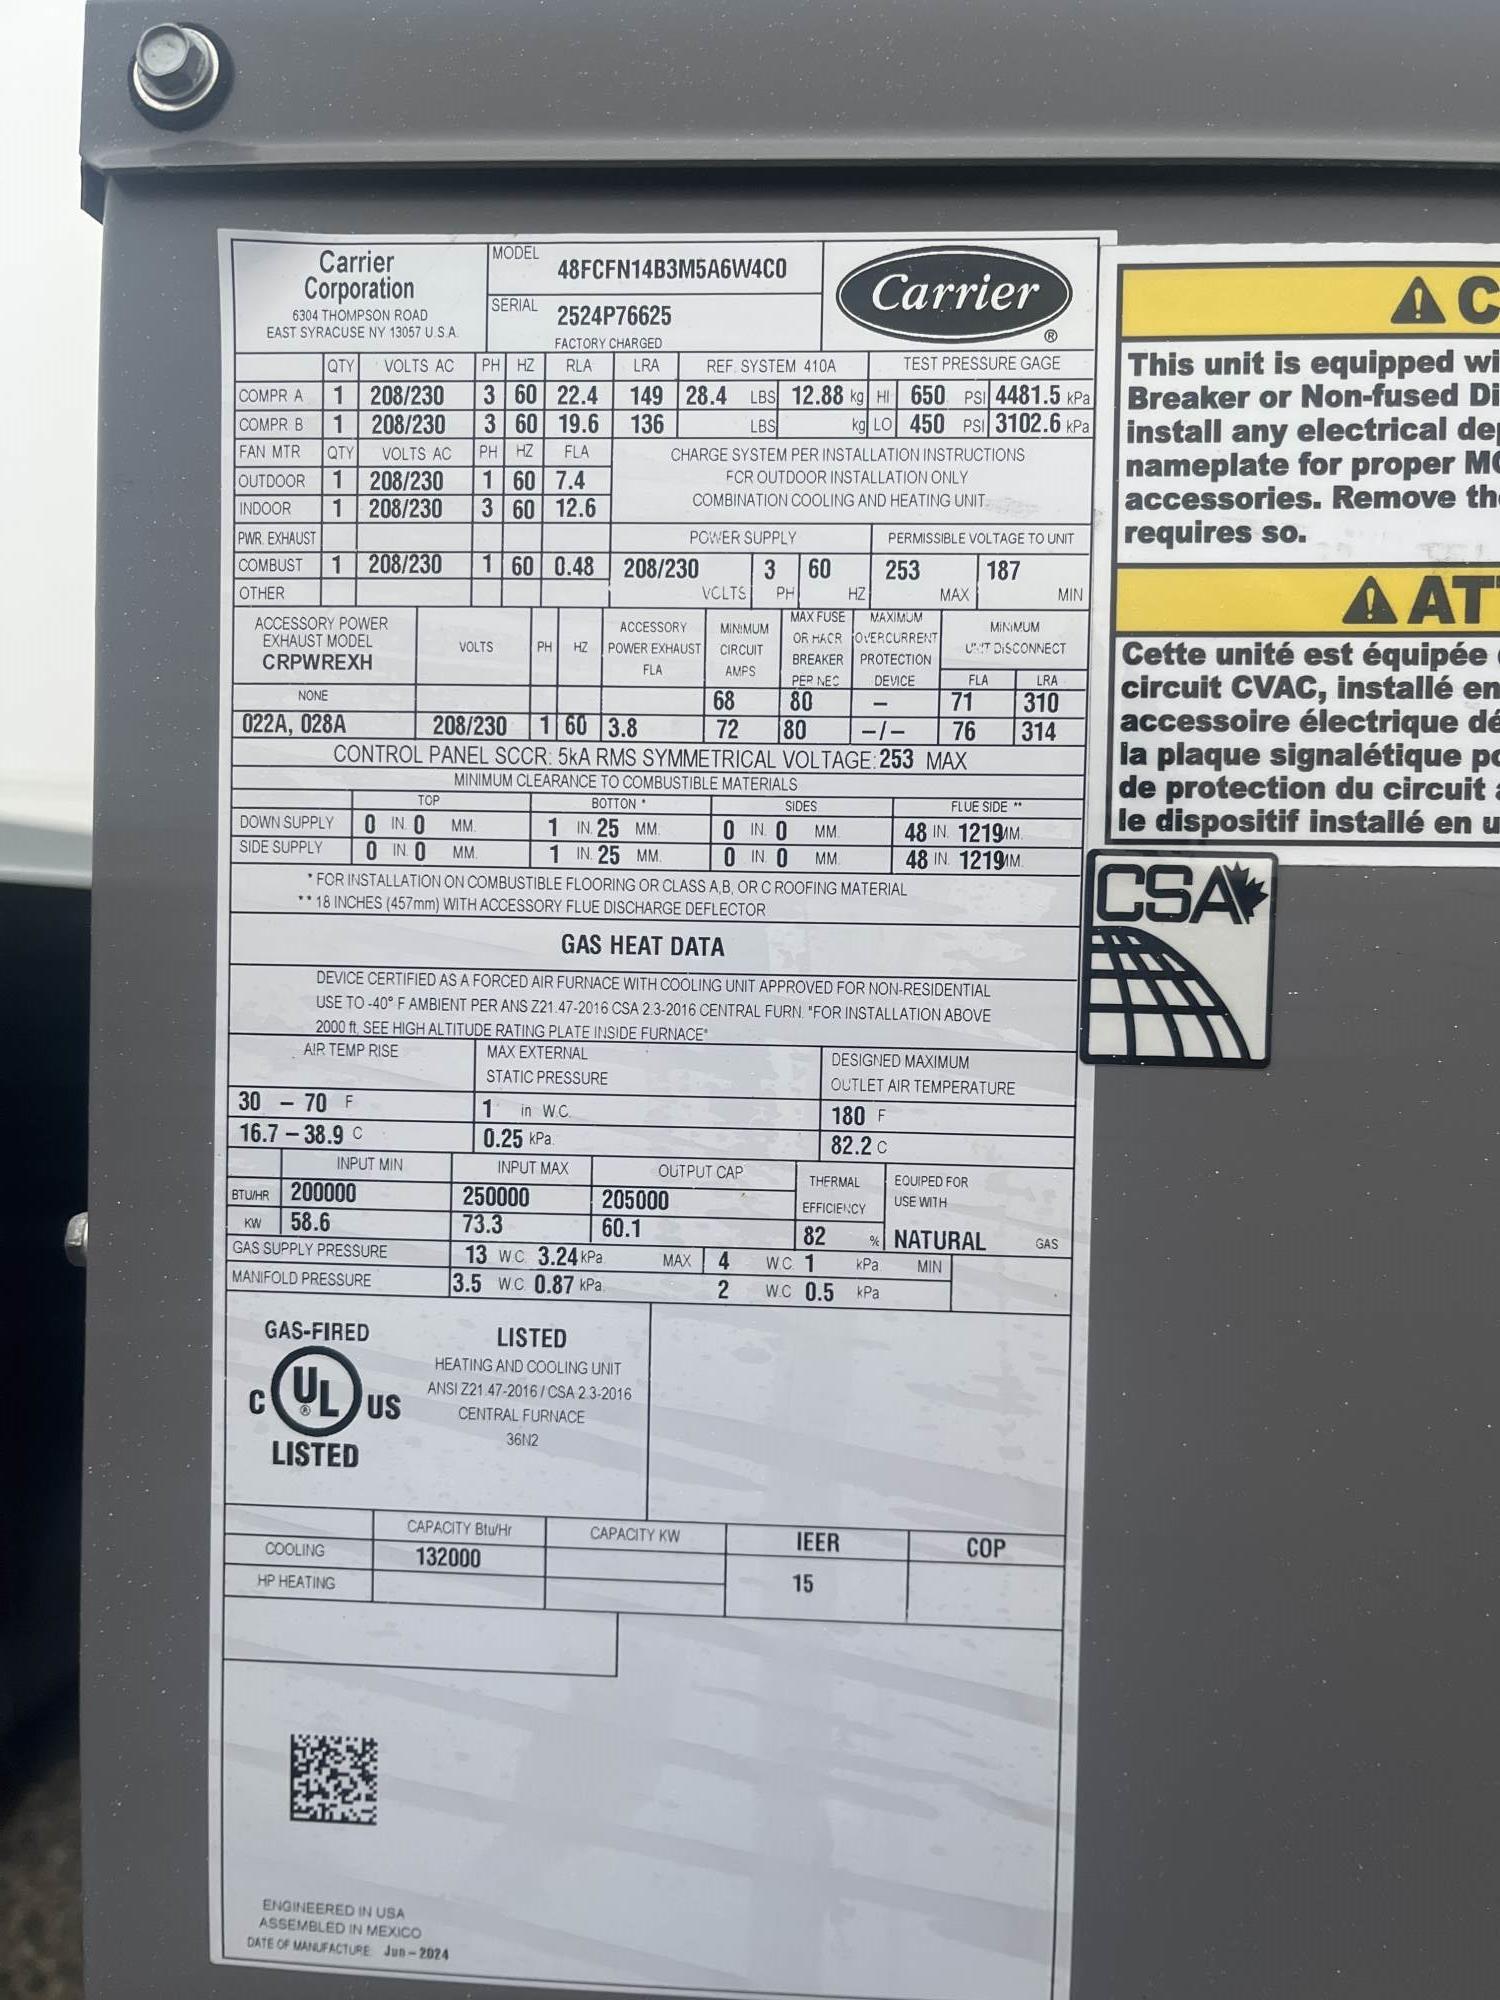 Carrier
Corporation
6304 THOMPSON ROAD
EAST SYRACUSE NY 13057 U.S.A.
MODEL 48FCFN14B3M5A6W4C0
SERIAL 2524P76625
FACTORY CHARGED
Carrier ®
QTY VOLTS AC PH HZ RLA LRA REF. SYSTEM 410A TEST PRESSURE GAGE
COMPR A 1 208/230 3 60 22.4 149 28.4 LBS 12.88 kg HI 650 PSI 4481.5 kPa
COMPR B 1 208/230 3 60 19.6 136 LBS kg LO 450 PSI 3102.6 kPa
FAN MTR QTY VOLTS AC PH HZ FLA CHARGE SYSTEM PER INSTALLATION INSTRUCTIONS
OUTDOOR 1 208/230 1 60 7.4 FOR OUTDOOR INSTALLATION ONLY
INDOOR 1 208/230 3 60 12.6 COMBINATION COOLING AND HEATING UNIT
PWR. EXHAUST POWER SUPPLY PERMISSIBLE VOLTAGE TO UNIT
COMBUST 1 208/230 1 60 0.48 208/230 3 60 253 187
OTHER VOLTS PH HZ MAX MIN
ACCESSORY POWER
EXHAUST MODEL
CRPWREXH
VOLTS PH HZ
ACCESSORY
POWER EXHAUST
FLA
MINIMUM
CIRCUIT
AMPS
MAX FUSE
OR HACR
BREAKER
PER NEC
MAXIMUM
OVERCURRENT
PROTECTION
DEVICE
MINIMUM
UNIT DISCONNECT
FLA LRA
NONE 68 80 – 71 310
022A, 028A 208/230 1 60 3.8 72 80 –/– 76 314
CONTROL PANEL SCCR: 5kA RMS SYMMETRICAL VOLTAGE: 253 MAX
MINIMUM CLEARANCE TO COMBUSTIBLE MATERIALS
TOP BOTTON * SIDES FLUE SIDE **
DOWN SUPPLY 0 IN. 0 MM. 1 IN. 25 MM. 0 IN. 0 MM. 48 IN. 1219 MM.
SIDE SUPPLY 0 IN. 0 MM. 1 IN. 25 MM. 0 IN. 0 MM. 48 IN. 1219 MM.
* FOR INSTALLATION ON COMBUSTIBLE FLOORING OR CLASS A,B, OR C ROOFING MATERIAL
** 18 INCHES (457mm) WITH ACCESSORY FLUE DISCHARGE DEFLECTOR
GAS HEAT DATA
DEVICE CERTIFIED AS A FORCED AIR FURNACE WITH COOLING UNIT APPROVED FOR NON-RESIDENTIAL
USE TO -40° F AMBIENT PER ANS Z21.47-2016 CSA 2.3-2016 CENTRAL FURN. "FOR INSTALLATION ABOVE
2000 ft, SEE HIGH ALTITUDE RATING PLATE INSIDE FURNACE"
AIR TEMP RISE
30 – 70 F
16.7 – 38.9 C
MAX EXTERNAL
STATIC PRESSURE
1 in W.C.
0.25 kPa.
DESIGNED MAXIMUM
OUTLET AIR TEMPERATURE
180 F
82.2 C
INPUT MIN INPUT MAX OUTPUT CAP
BTU/HR 200000 250000 205000
KW 58.6 73.3 60.1
THERMAL
EFFICIENCY
82 %
EQUIPED FOR
USE WITH
NATURAL GAS
GAS SUPPLY PRESSURE 13 W.C. 3.24 kPa. MAX 4 W.C. 1 kPa MIN
MANIFOLD PRESSURE 3.5 W.C. 0.87 kPa. 2 W.C 0.5 kPa
GAS-FIRED
C UL ® US
LISTED
LISTED
HEATING AND COOLING UNIT
ANSI Z21.47-2016 / CSA 2.3-2016
CENTRAL FURNACE
36N2
CAPACITY Btu/Hr CAPACITY KW IEER COP
COOLING 132000 15
HP HEATING
ENGINEERED IN USA
ASSEMBLED IN MEXICO
DATE OF MANUFACTURE: Jun–2024
C
This unit is equipped wi
Breaker or Non-fused Di
install any electrical de
nameplate for proper MO
accessories. Remove the
requires so.
ATT
Cette unité est équipée
circuit CVAC, installé en
accessoire électrique dé
la plaque signalétique po
de protection du circuit a
le dispositif installé en u
CSA